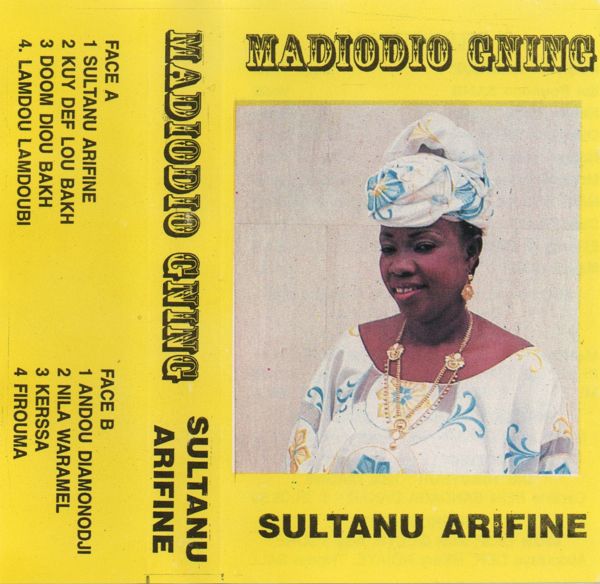 FACE A
1 SULTANU ARIFINE
2 KUY DEF LOU BAKH
3 DOOM DIOU BAKH
4. LAMDOU LAMDOUBI
FACE B
1 ANDOU DIAMONODJI
2 NILA WARAMEL
3 KERSSA
4 FIROUMA
MADIODIO GNING
SULTANU
ARIFINE
MADIODIO GNING
SULTANU ARIFINE